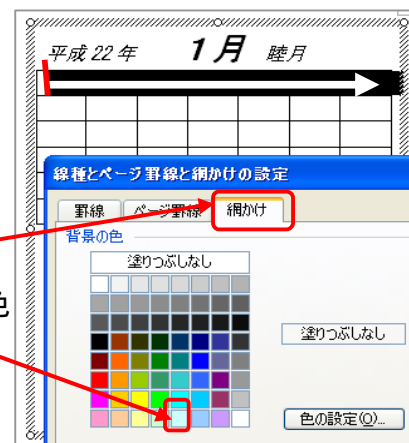 平成 22 年 1月 睦月
線種とページ罫線と網かけの設定
罫線 ページ罫線 網かけ
背景の色
塗りつぶしなし
色
塗りつぶしなし
色の設定(O)...